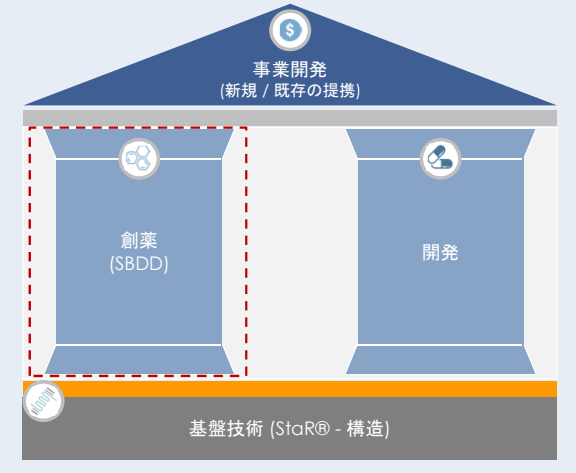 $
事業開発
(新規 / 既存の提携)
創薬
(SBDD)
開発
基盤技術 (StaR® - 構造)